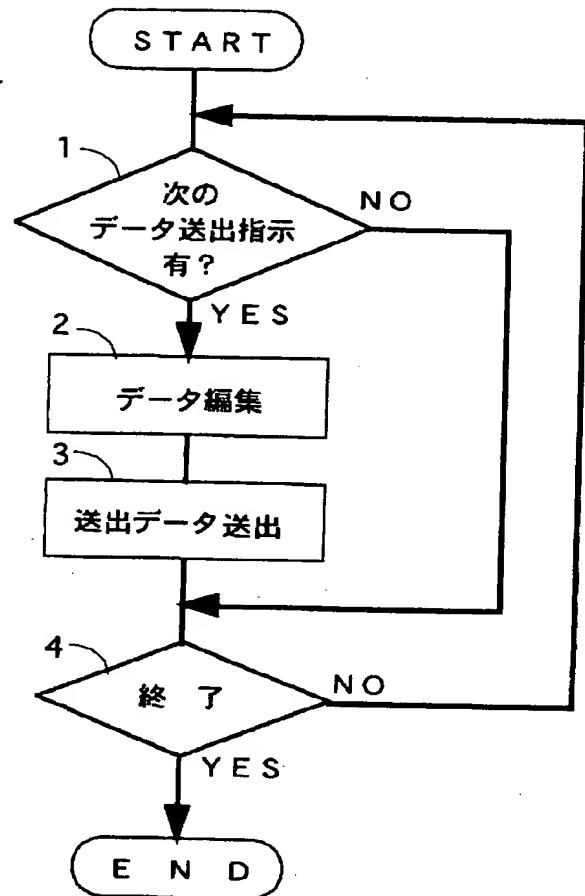 START
1
次の
データ送出指示
有?
NO
YES
2
データ編集
3
送出データ送出
4
終 了
NO
YES
END